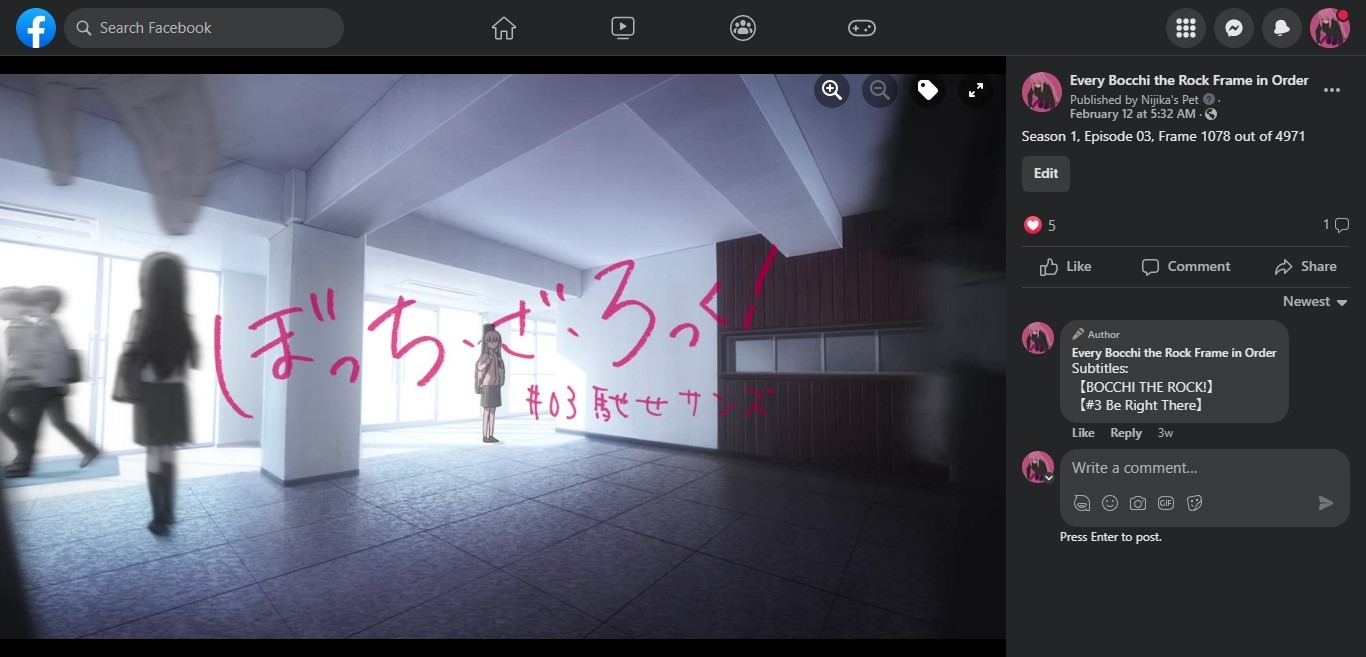 Search Facebook
ぼっち・ざ・ろっく!
#03 馳せサンズ
Every Bocchi the Rock Frame in Order
Published by Nijika's Pet ·
February 12 at 5:32 AM ·
Season 1, Episode 03, Frame 1078 out of 4971
Edit
5
1
Like
Comment
Share
Newest
Author
Every Bocchi the Rock Frame in Order
Subtitles:
【BOCCHI THE ROCK!】
【#3 Be Right There】
Like Reply 3w
Write a comment...
GIF
Press Enter to post.